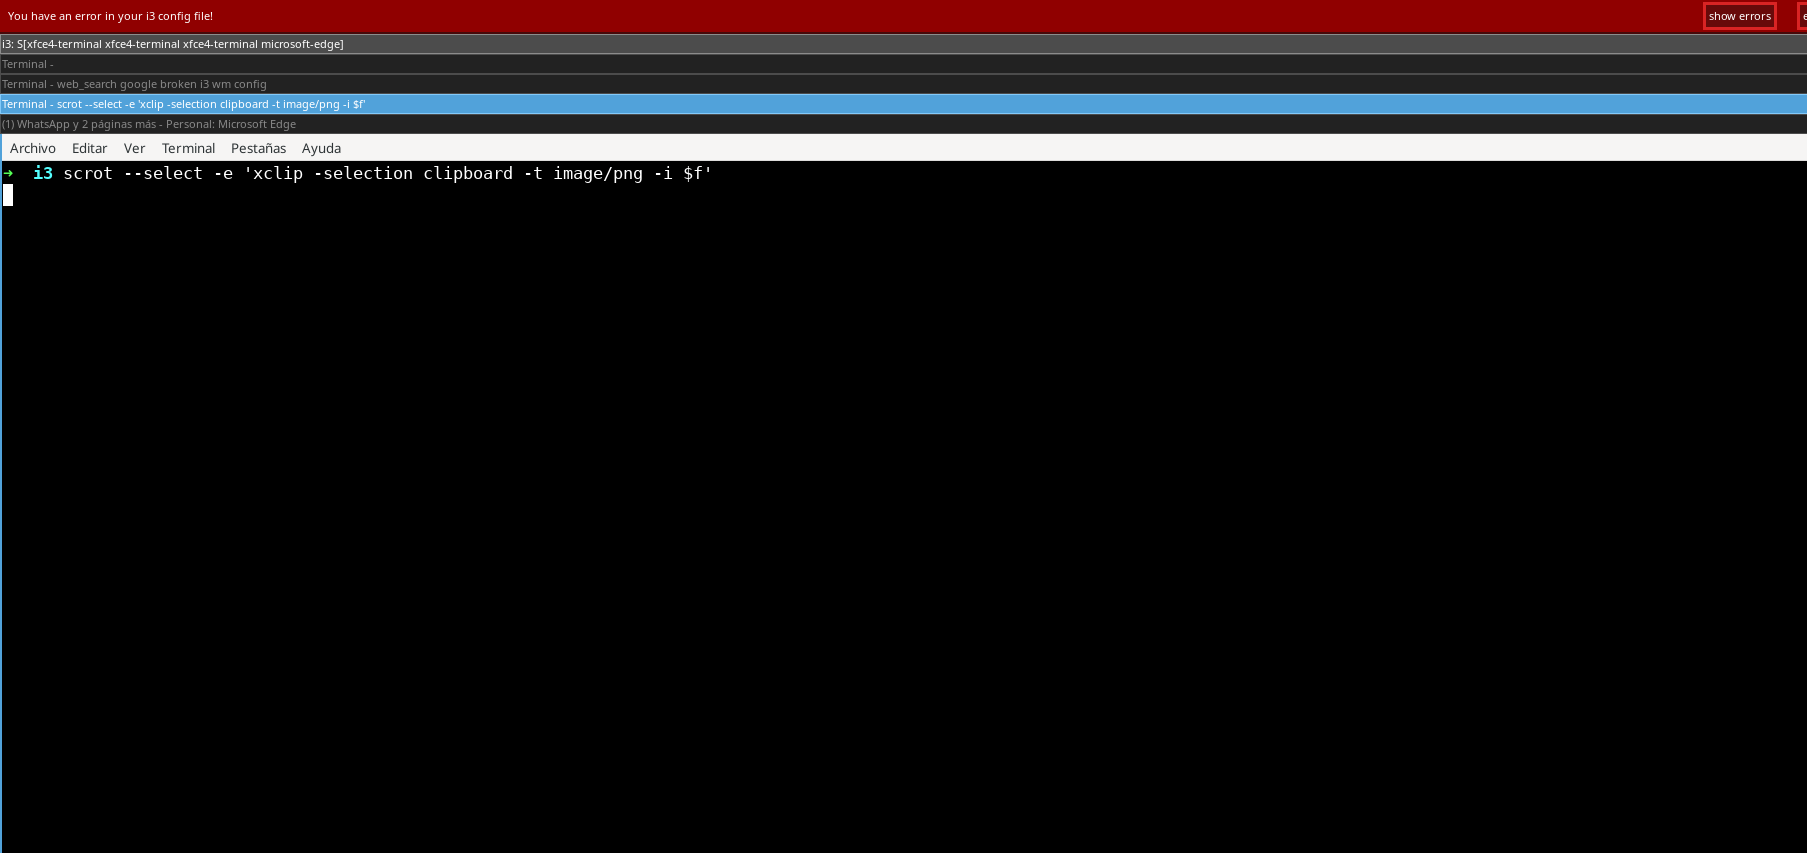 You have an error in your i3 config file!
show errors
i3: S[xfce4-terminal xfce4-terminal xfce4-terminal microsoft-edge]
Terminal -
Terminal - web_search google broken i3 wm config
Terminal - scrot --select -e 'xclip -selection clipboard -t image/png -i $f'
(1) WhatsApp y 2 páginas más - Personal: Microsoft Edge
Archivo Editar Ver Terminal Pestañas Ayuda
➜ i3 scrot --select -e 'xclip -selection clipboard -t image/png -i $f'